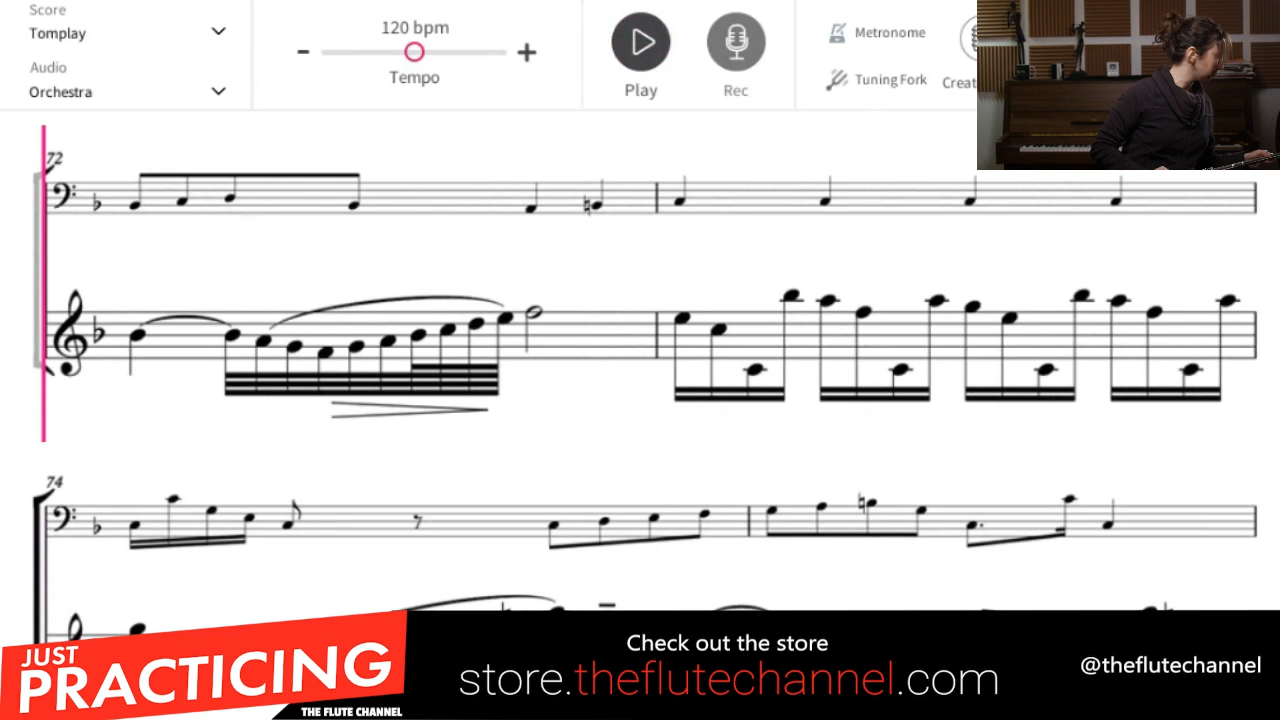 Score
Tomplay
Audio
Orchestra
120 bpm
Tempo
Play
Rec
Metronome
Tuning Fork
Creat
72
74
JUST
PRACTICING
THE FLUTE CHANNEL
Check out the store
store.theflutechannel.com
@theflutechannel